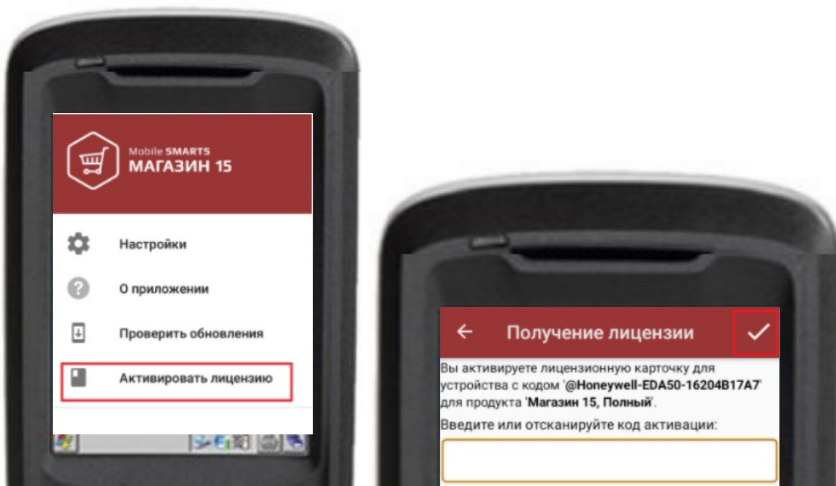 Mobile SMARTS
МАГАЗИН 15
Настройки
О приложении
Проверить обновления
Активировать лицензию
Получение лицензии
Вы активируете лицензионную карточку для
устройства с кодом '@Honeywell-EDA50-16204B17A7'
для продукта 'Магазин 15, Полный'.
Введите или отсканируйте код активации: